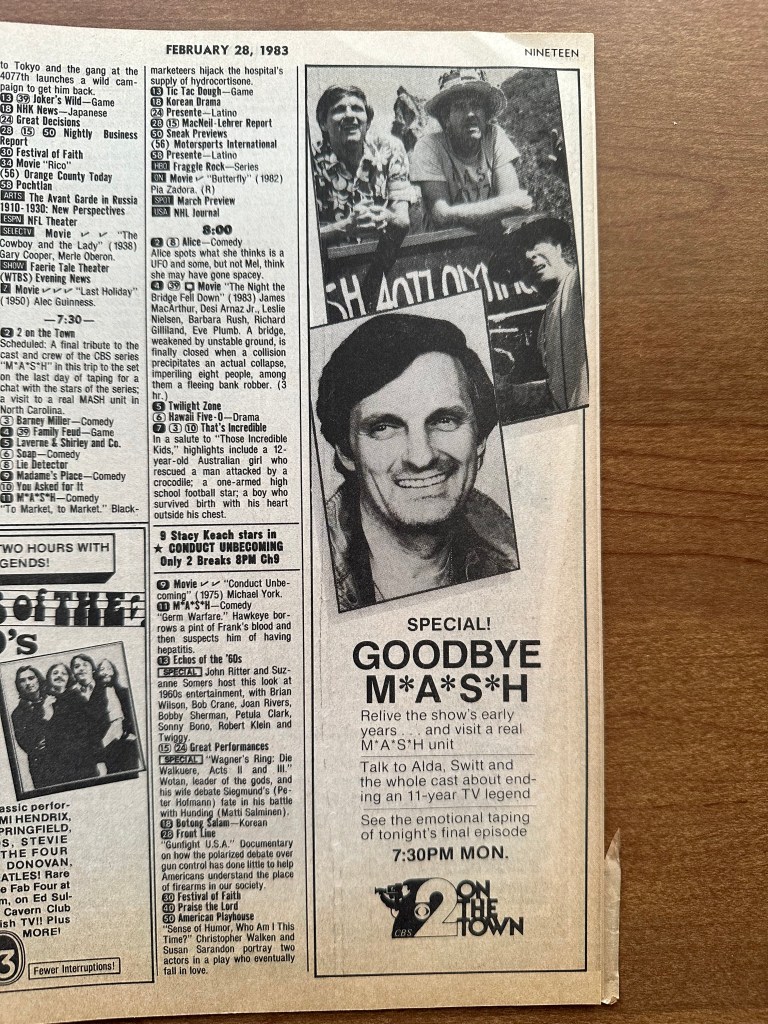 FEBRUARY 28, 1983
NINETEEN
to Tokyo and the gang at the
4077th launches a wild cam-
paign to get him back.
13 39 Joker's Wild—Game
18 NHK News—Japanese
24 Great Decisions
28 15 50 Nightly Business
Report
30 Festival of Faith
34 Movie "Rico"
(56) Orange County Today
58 Pochtlan
ARTS The Avant Garde in Russia
1910-1930: New Perspectives
ESPN NFL Theater
SELECTV Movie ✓ ✓ "The
Cowboy and the Lady" (1938)
Gary Cooper, Merle Oberon.
SHOW Faerie Tale Theater
(WTBS) Evening News
Z Movie ✓✓✓ "Last Holiday"
(1950) Alec Guinness.
—7:30—
2 2 on the Town
Scheduled: A final tribute to the
cast and crew of the CBS series
"M*A*S*H" in this trip to the set
on the last day of taping for a
chat with the stars of the series;
a visit to a real MASH unit in
North Carolina.
3 Barney Miller—Comedy
4 39 Family Feud—Game
5 Laverne & Shirley and Co.
6 Soap—Comedy
8 Lie Detector
9 Madame's Place—Comedy
10 You Asked for It
11 M*A*S*H—Comedy
"To Market, to Market." Black-
TWO HOURS WITH
GENDS!
S of THE
0's
assic perfor-
MI HENDRIX,
PRINGFIELD,
S, STEVIE
THE FOUR
DONOVAN,
ATLES! Rare
e Fab Four at
m, on Ed Sul-
Cavern Club
ish TV!! Plus
MORE!
3
Fewer Interruptions!
marketeers hijack the hospital's
supply of hydrocortisone.
13 Tic Tac Dough—Game
18 Korean Drama
24 Presente—Latino
28 15 MacNeil-Lehrer Report
50 Sneak Previews
(56) Motorsports International
58 Presente—Latino
HBO Fraggle Rock—Series
ON Movie ✓ "Butterfly" (1982)
Pia Zadora. (R)
SPOT March Preview
USA NHL Journal
8:00
2 8 Alice—Comedy
Alice spots what she thinks is a
UFO and some, but not Mel, think
she may have gone spacey.
4 39 Movie "The Night the
Bridge Fell Down" (1983) James
MacArthur, Desi Arnaz Jr., Leslie
Nielsen, Barbara Rush, Richard
Gilliland, Eve Plumb. A bridge,
weakened by unstable ground, is
finally closed when a collision
precipitates an actual collapse,
imperiling eight people, among
them a fleeing bank robber. (3
hr.)
5 Twilight Zone
6 Hawaii Five-O—Drama
7 3 10 That's Incredible
In a salute to "Those Incredible
Kids," highlights include a 12-
year-old Australian girl who
rescued a man attacked by a
crocodile; a one-armed high
school football star; a boy who
survived birth with his heart
outside his chest.
9 Stacy Keach stars in
★ CONDUCT UNBECOMING
Only 2 Breaks 8PM Ch9
9 Movie ✓ ✓ "Conduct Unbe-
coming" (1975) Michael York.
11 M*A*S*H—Comedy
"Germ Warfare." Hawkeye bor-
rows a pint of Frank's blood and
then suspects him of having
hepatitis.
13 Echos of the '60s
SPECIAL John Ritter and Suz-
anne Somers host this look at
1960s entertainment, with Brian
Wilson, Bob Crane, Joan Rivers,
Bobby Sherman, Petula Clark,
Sonny Bono, Robert Klein and
Twiggy.
15 24 Great Performances
SPECIAL "Wagner's Ring: Die
Walkuere, Acts II and III."
Wotan, leader of the gods, and
his wife debate Siegmund's (Pe-
ter Hofmann) fate in his battle
with Hunding (Matti Salminen).
18 Botong Salam—Korean
28 Front Line
"Gunfight U.S.A." Documentary
on how the polarized debate over
gun control has done little to help
Americans understand the place
of firearms in our society.
30 Festival of Faith
40 Praise the Lord
50 American Playhouse
"Sense of Humor, Who Am I This
Time?" Christopher Walken and
Susan Sarandon portray two
actors in a play who eventually
fall in love.
SH 4077 OLYMPIC
SPECIAL!
GOODBYE
M*A*S*H
Relive the show's early
years . . . and visit a real
M*A*S*H unit
Talk to Alda, Switt and
the whole cast about end-
ing an 11-year TV legend
See the emotional taping
of tonight's final episode
7:30PM MON.
CBS 2 ON
THE
TOWN